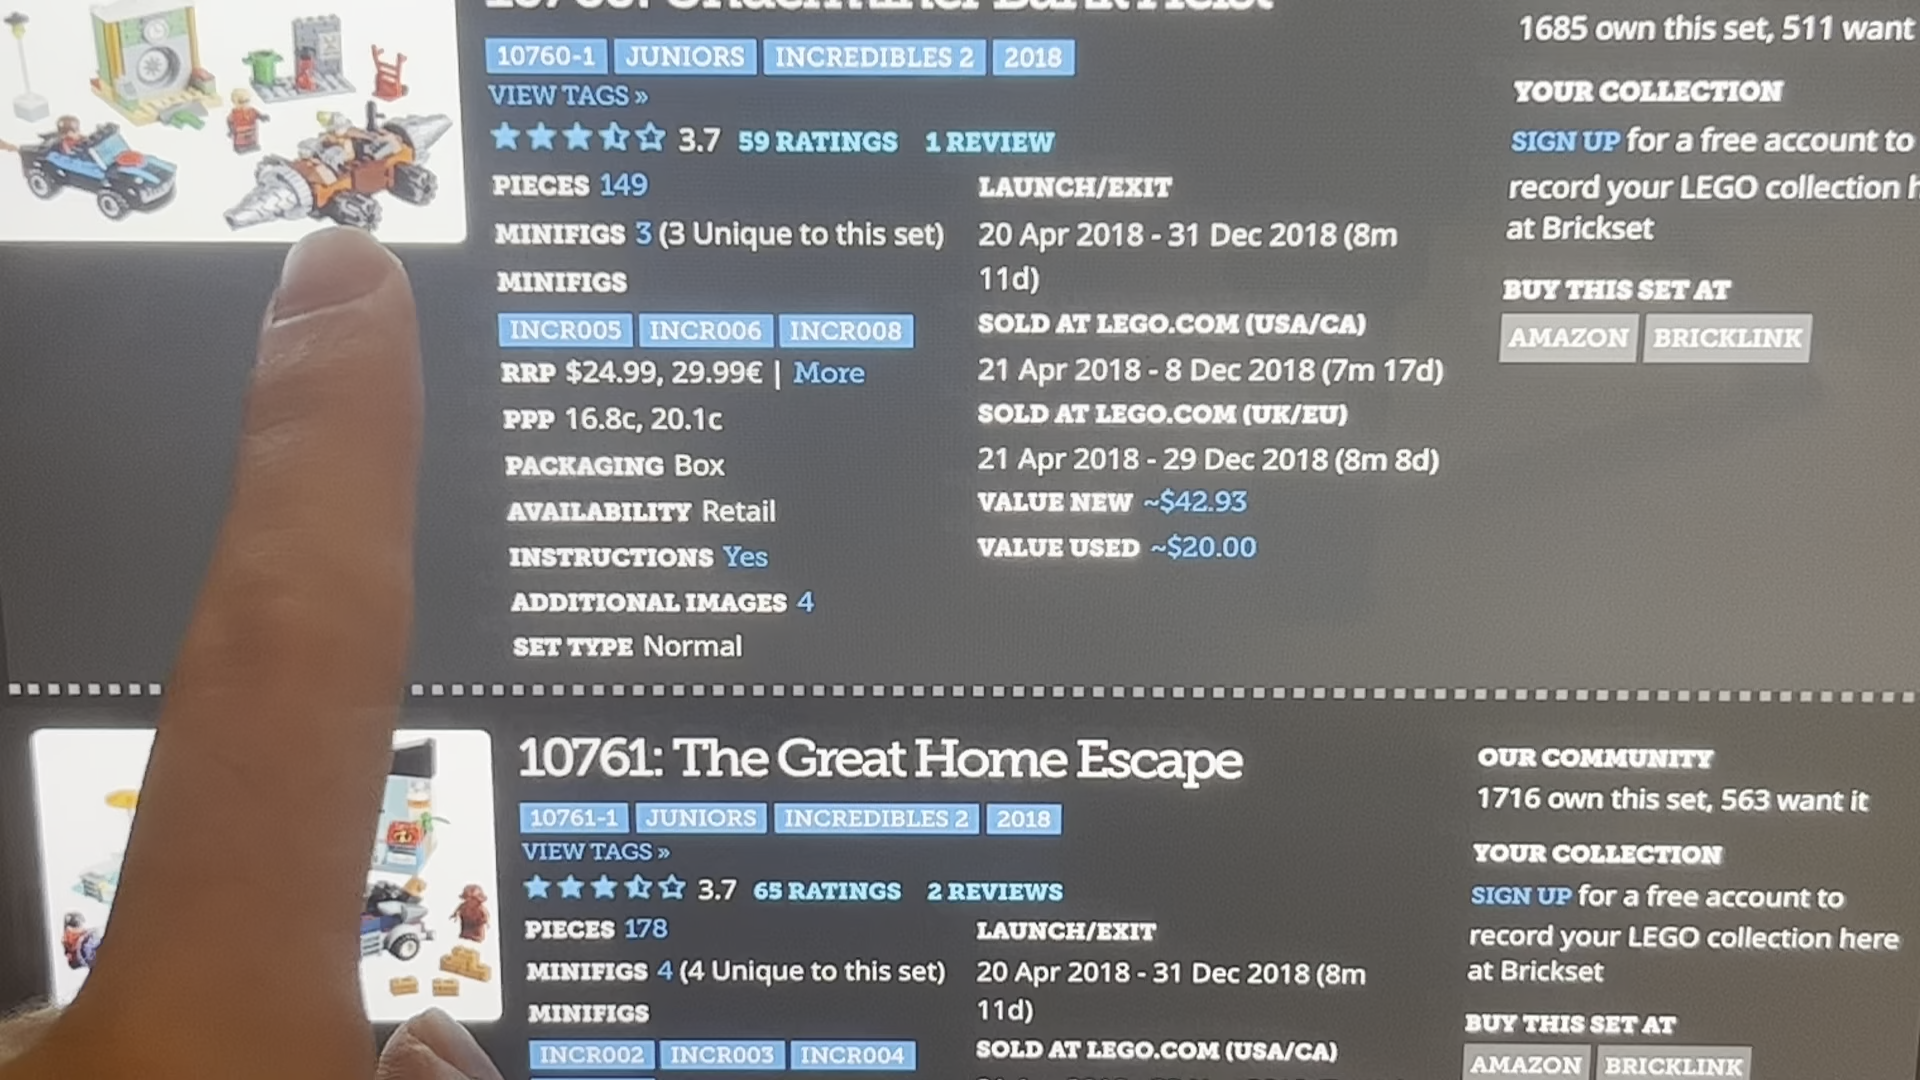 10760: Underminer Bank Heist
10760-1 JUNIORS INCREDIBLES 2 2018
VIEW TAGS »
3.7 59 RATINGS 1 REVIEW
PIECES 149
MINIFIGS 3 (3 Unique to this set)
MINIFIGS
INCR005 INCR006 INCR008
RRP $24.99, 29.99€ | More
PPP 16.8c, 20.1c
PACKAGING Box
AVAILABILITY Retail
INSTRUCTIONS Yes
ADDITIONAL IMAGES 4
SET TYPE Normal
LAUNCH/EXIT
20 Apr 2018 - 31 Dec 2018 (8m
11d)
SOLD AT LEGO.COM (USA/CA)
21 Apr 2018 - 8 Dec 2018 (7m 17d)
SOLD AT LEGO.COM (UK/EU)
21 Apr 2018 - 29 Dec 2018 (8m 8d)
VALUE NEW ~$42.93
VALUE USED ~$20.00
1685 own this set, 511 want
YOUR COLLECTION
SIGN UP for a free account to
record your LEGO collection h
at Brickset
BUY THIS SET AT
AMAZON BRICKLINK
10761: The Great Home Escape
10761-1 JUNIORS INCREDIBLES 2 2018
VIEW TAGS »
3.7 65 RATINGS 2 REVIEWS
PIECES 178
MINIFIGS 4 (4 Unique to this set)
MINIFIGS
INCR002 INCR003 INCR004
LAUNCH/EXIT
20 Apr 2018 - 31 Dec 2018 (8m
11d)
SOLD AT LEGO.COM (USA/CA)
OUR COMMUNITY
1716 own this set, 563 want it
YOUR COLLECTION
SIGN UP for a free account to
record your LEGO collection here
at Brickset
BUY THIS SET AT
AMAZON BRICKLINK